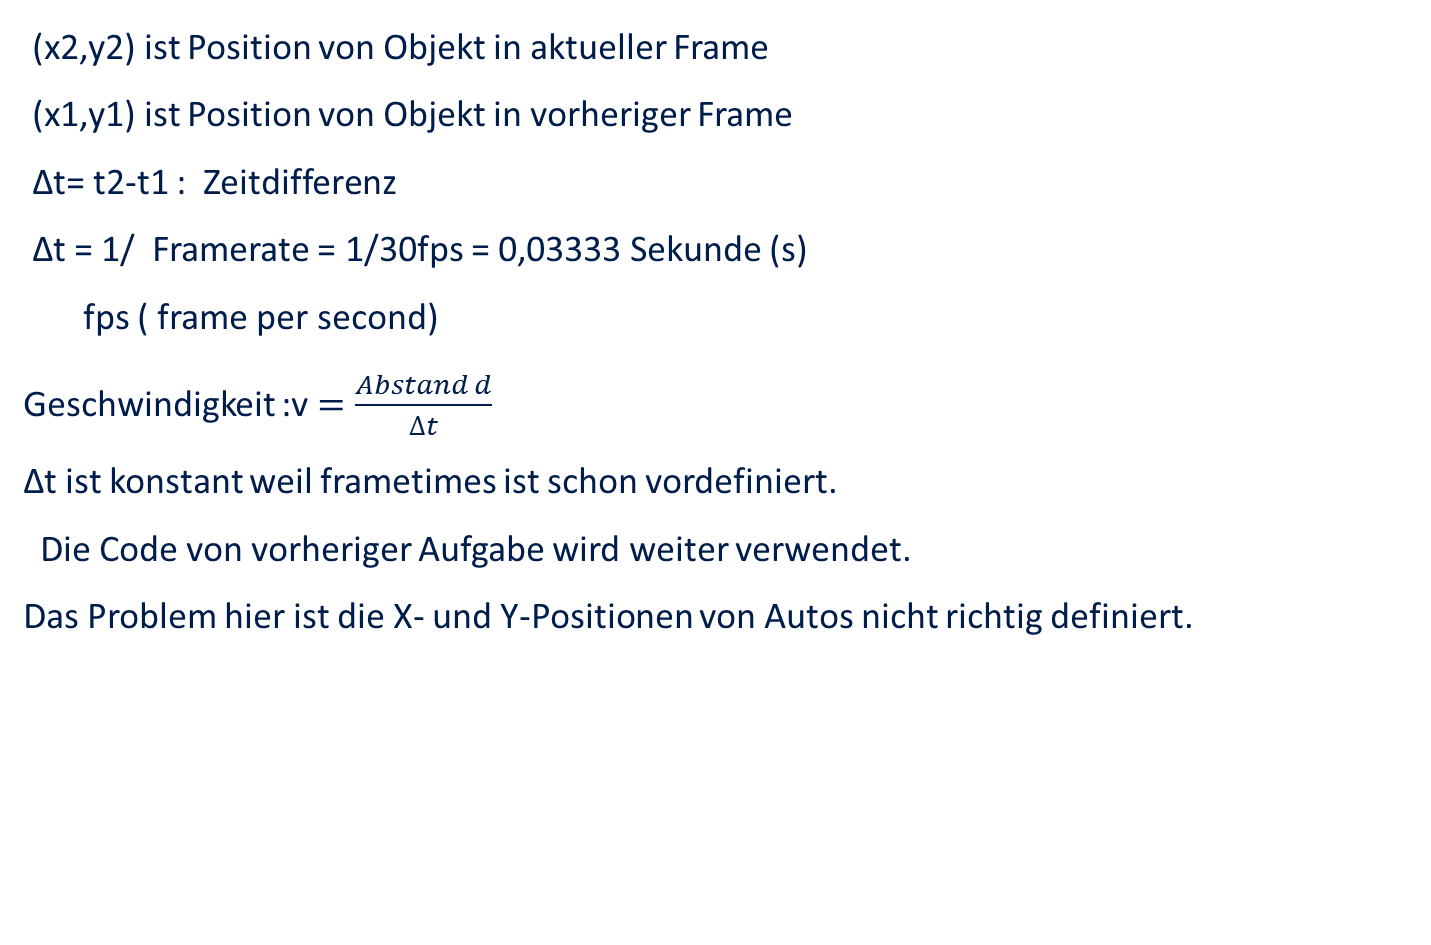 (x2,y2) ist Position von Objekt in aktueller Frame
(x1,y1) ist Position von Objekt in vorheriger Frame
Δt= t2-t1 : Zeitdifferenz
Δt = 1/ Framerate = 1/30fps = 0,03333 Sekunde (s)
fps ( frame per second)
Geschwindigkeit :v = Abstand d / Δt
Δt ist konstant weil frametimes ist schon vordefiniert.
Die Code von vorheriger Aufgabe wird weiter verwendet.
Das Problem hier ist die X- und Y-Positionen von Autos nicht richtig definiert.